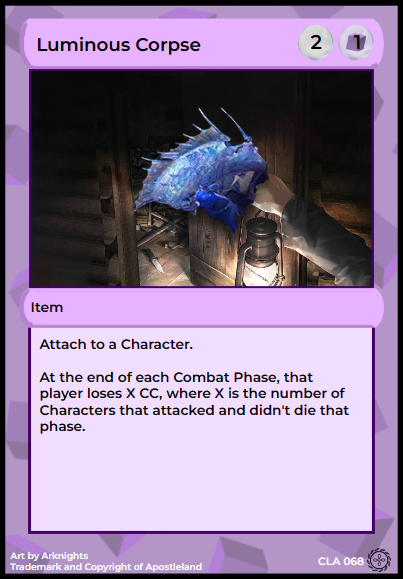 Luminous Corpse 2 1
Item
Attach to a Character.
At the end of each Combat Phase, that
player loses X CC, where X is the number of
Characters that attacked and didn't die that
phase.
Art by Arknights
Trademark and Copyright of Apostleland
CLA 068